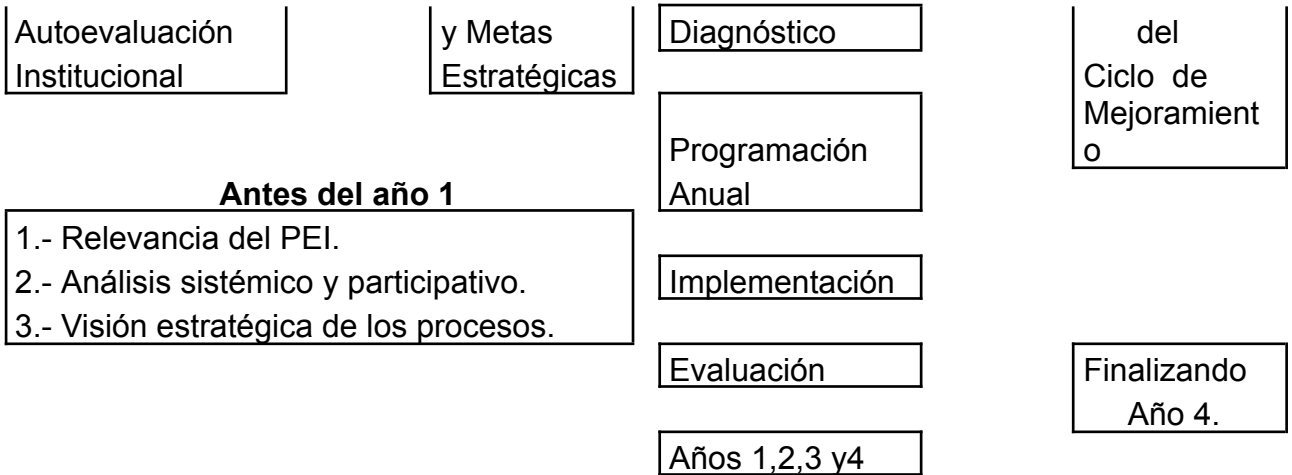 Autoevaluación
Institucional
y Metas
Estratégicas
Diagnóstico
del
Ciclo de
Mejoramient
o
Programación
Anual
Antes del año 1
1.- Relevancia del PEI.
2.- Análisis sistémico y participativo.
3.- Visión estratégica de los procesos.
Implementación
Evaluación
Años 1,2,3 y4
Finalizando
Año 4.